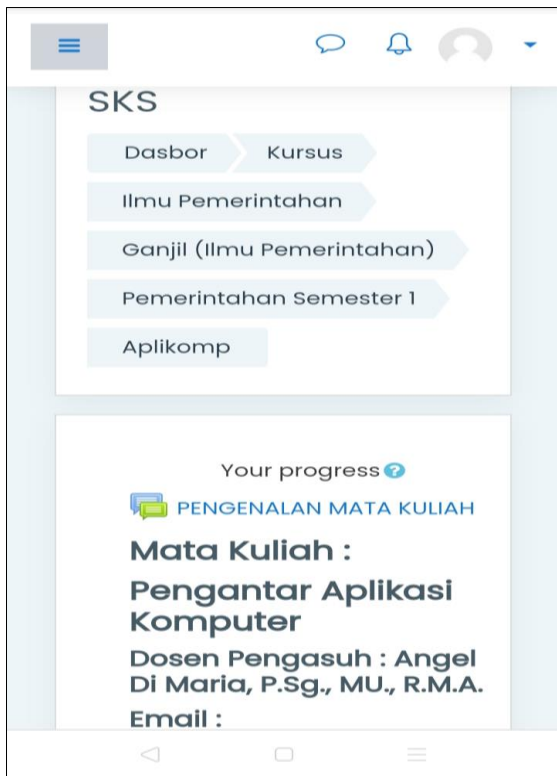 SKS
Dasbor Kursus
Ilmu Pemerintahan
Ganjil (Ilmu Pemerintahan)
Pemerintahan Semester 1
Aplikomp
Your progress
PENGENALAN MATA KULIAH
Mata Kuliah :
Pengantar Aplikasi
Komputer
Dosen Pengasuh : Angel
Di Maria, P.Sg., MU., R.M.A.
Email :